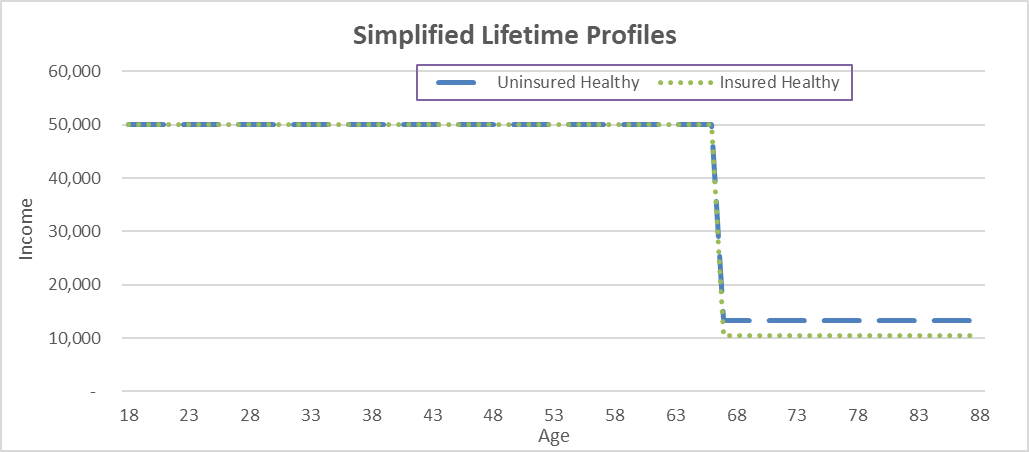 Simplified Lifetime Profiles
Uninsured Healthy Insured Healthy
60,000
50,000
40,000
30,000
20,000
10,000
-
Income
18 23 28 33 38 43 48 53 58 63 68 73 78 83 88
Age